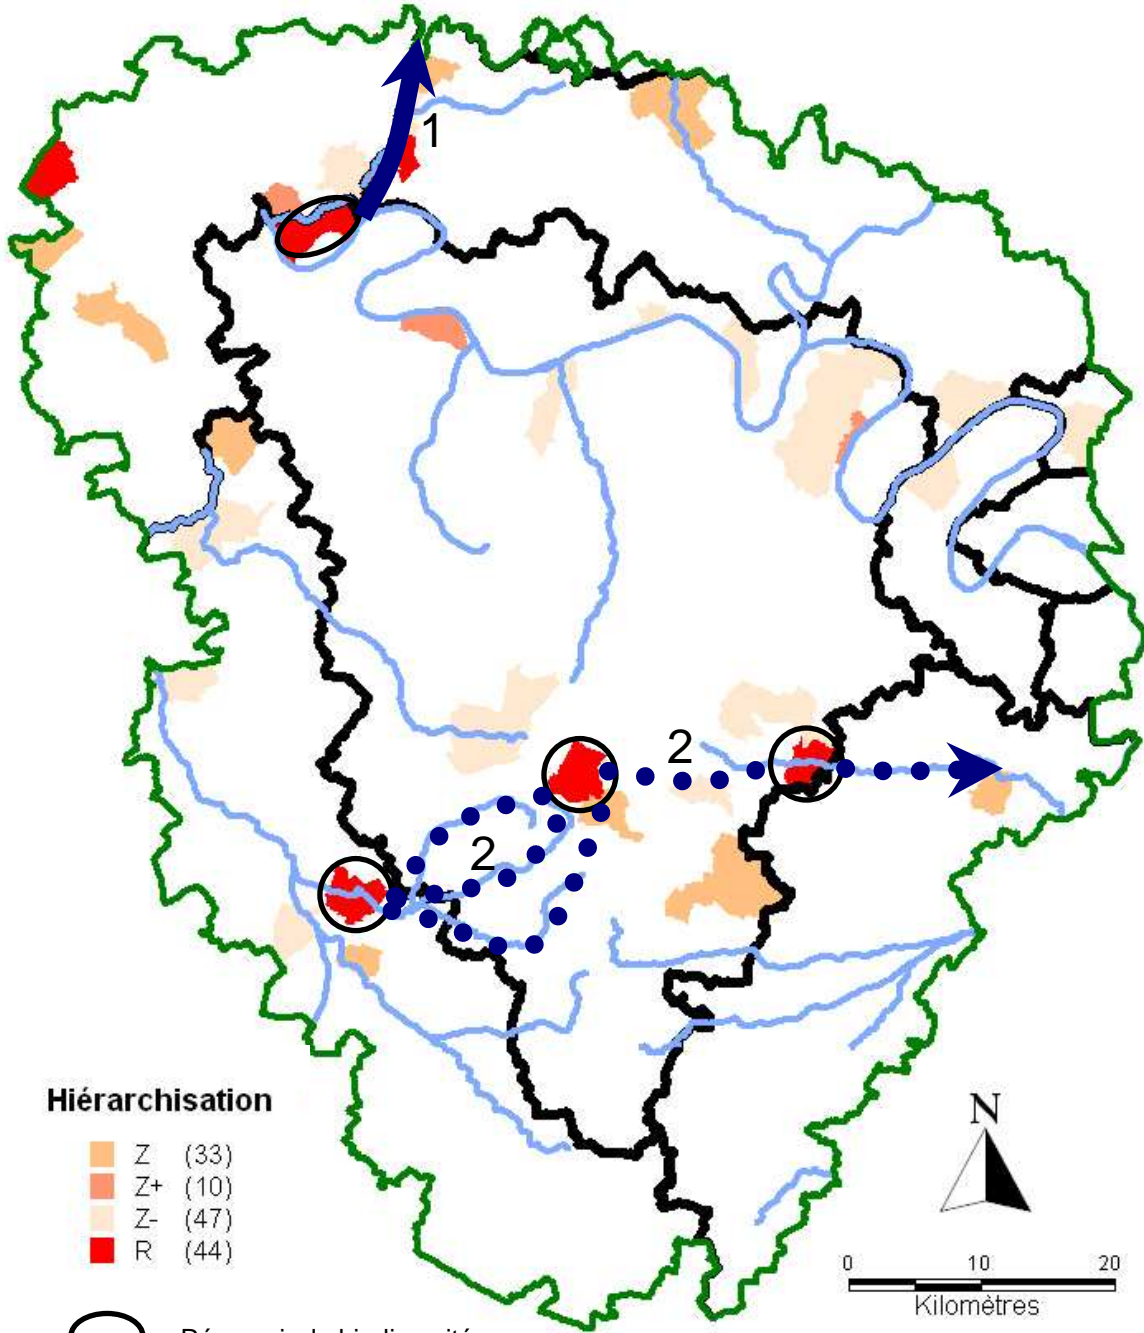 1
2
2
Hiérarchisation
Z (33)
Z+ (10)
Z- (47)
R (44)
N
0 10 20
Kilomètres